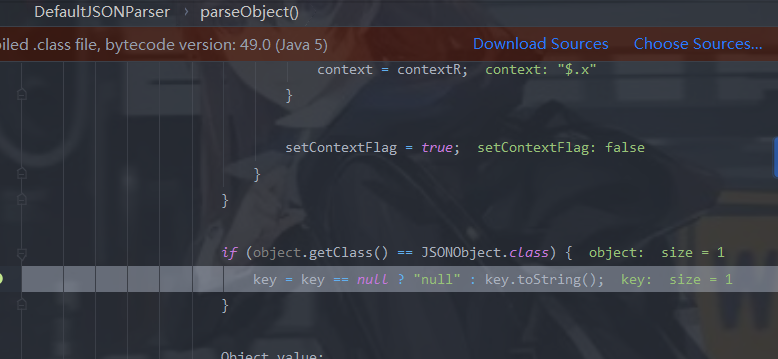 DefaultJSONParser › parseObject()
iled .class file, bytecode version: 49.0 (Java 5) Download Sources Choose Sources...
context = contextR; context: "$.x"
}
setContextFlag = true; setContextFlag: false
}
}
if (object.getClass() == JSONObject.class) { object: size = 1
key = key == null ? "null" : key.toString(); key: size = 1
}
Object value;